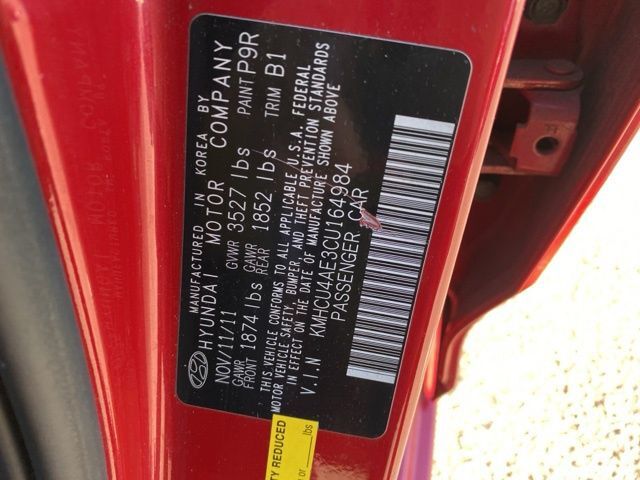 MANUFACTURED IN KOREA BY
HYUNDAI MOTOR COMPANY
NOV/11/11 GVWR 3527 lbs PAINT P9R
GAWR FRONT 1874 lbs GAWR REAR 1852 lbs TRIM B1
THIS VEHICLE CONFORMS TO ALL APPLICABLE U.S.A. FEDERAL
MOTOR VEHICLE SAFETY, BUMPER, AND THEFT PREVENTION STANDARDS
IN EFFECT ON THE DATE OF MANUFACTURE SHOWN ABOVE
V.I.N KMHCU4AE3CU164984
PASSENGER CAR
TY REDUCED
or lbs